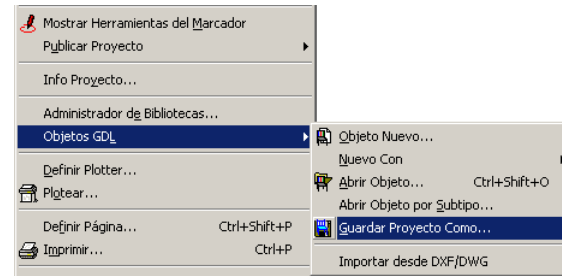 Mostrar Herramientas del Marcador
Publicar Proyecto
Info Proyecto...
Administrador de Bibliotecas...
Objetos GDL
Objeto Nuevo...
Nuevo Con
Abrir Objeto... Ctrl+Shift+O
Abrir Objeto por Subtipo...
Guardar Proyecto Como...
Importar desde DXF/DWG
Definir Plotter...
Plotear...
Definir Página... Ctrl+Shift+P
Imprimir... Ctrl+P